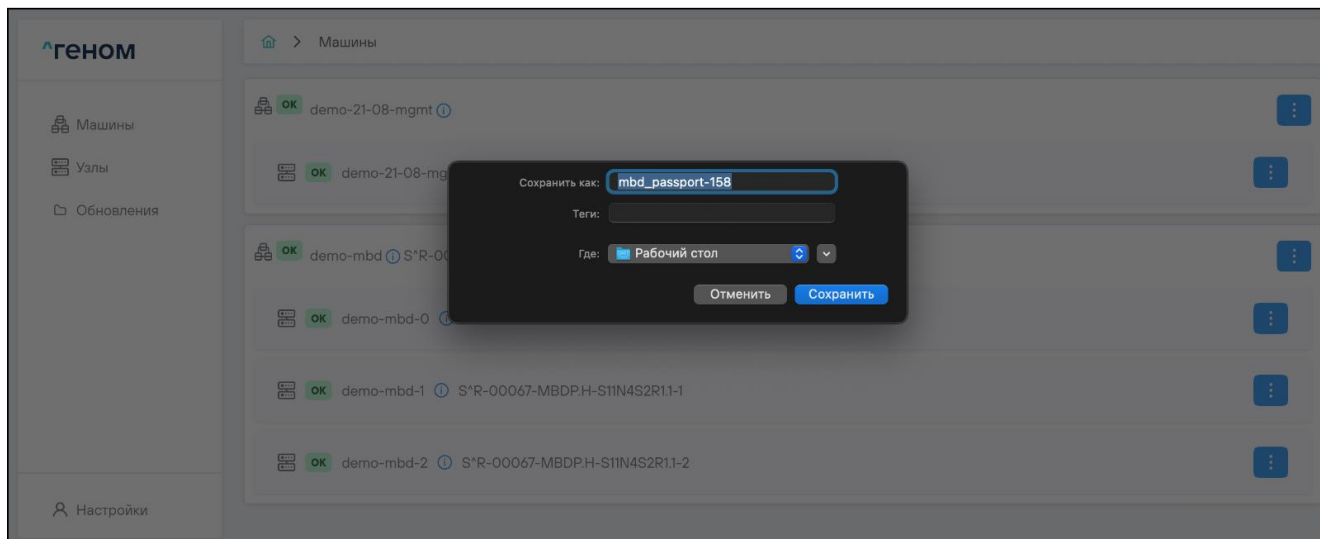 ^геном
Машины
Машины
Узлы
Обновления
Настройки
OK demo-21-08-mgmt
OK demo-21-08-mg
Сохранить как: mbd_passport-158
Теги:
Где: Рабочий стол
Отменить Сохранить
OK demo-mbd S^R-00
OK demo-mbd-0
OK demo-mbd-1 S^R-00067-MBDP.H-S11N4S2R1.1-1
OK demo-mbd-2 S^R-00067-MBDP.H-S11N4S2R1.1-2